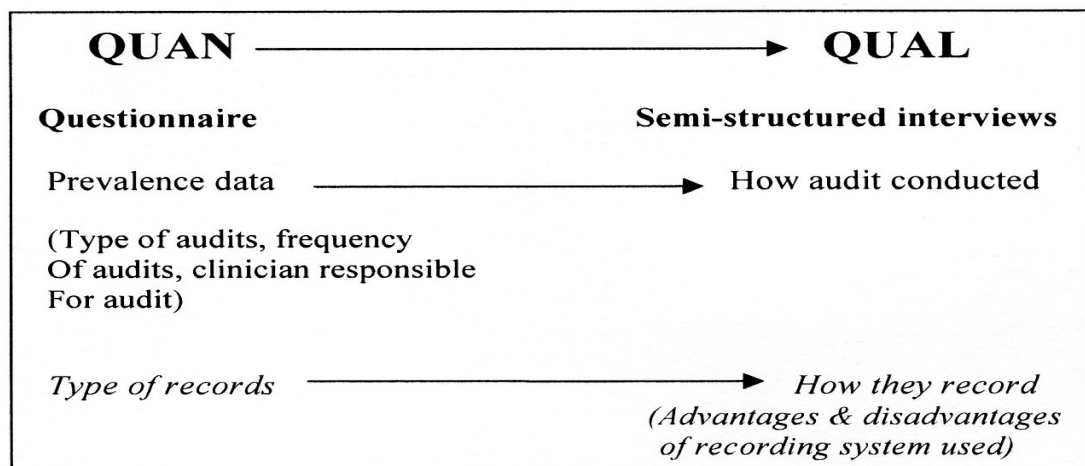 QUAN QUAL
Questionnaire Semi-structured interviews
Prevalence data How audit conducted
(Type of audits, frequency
Of audits, clinician responsible
For audit)
Type of records How they record
(Advantages & disadvantages
of recording system used)